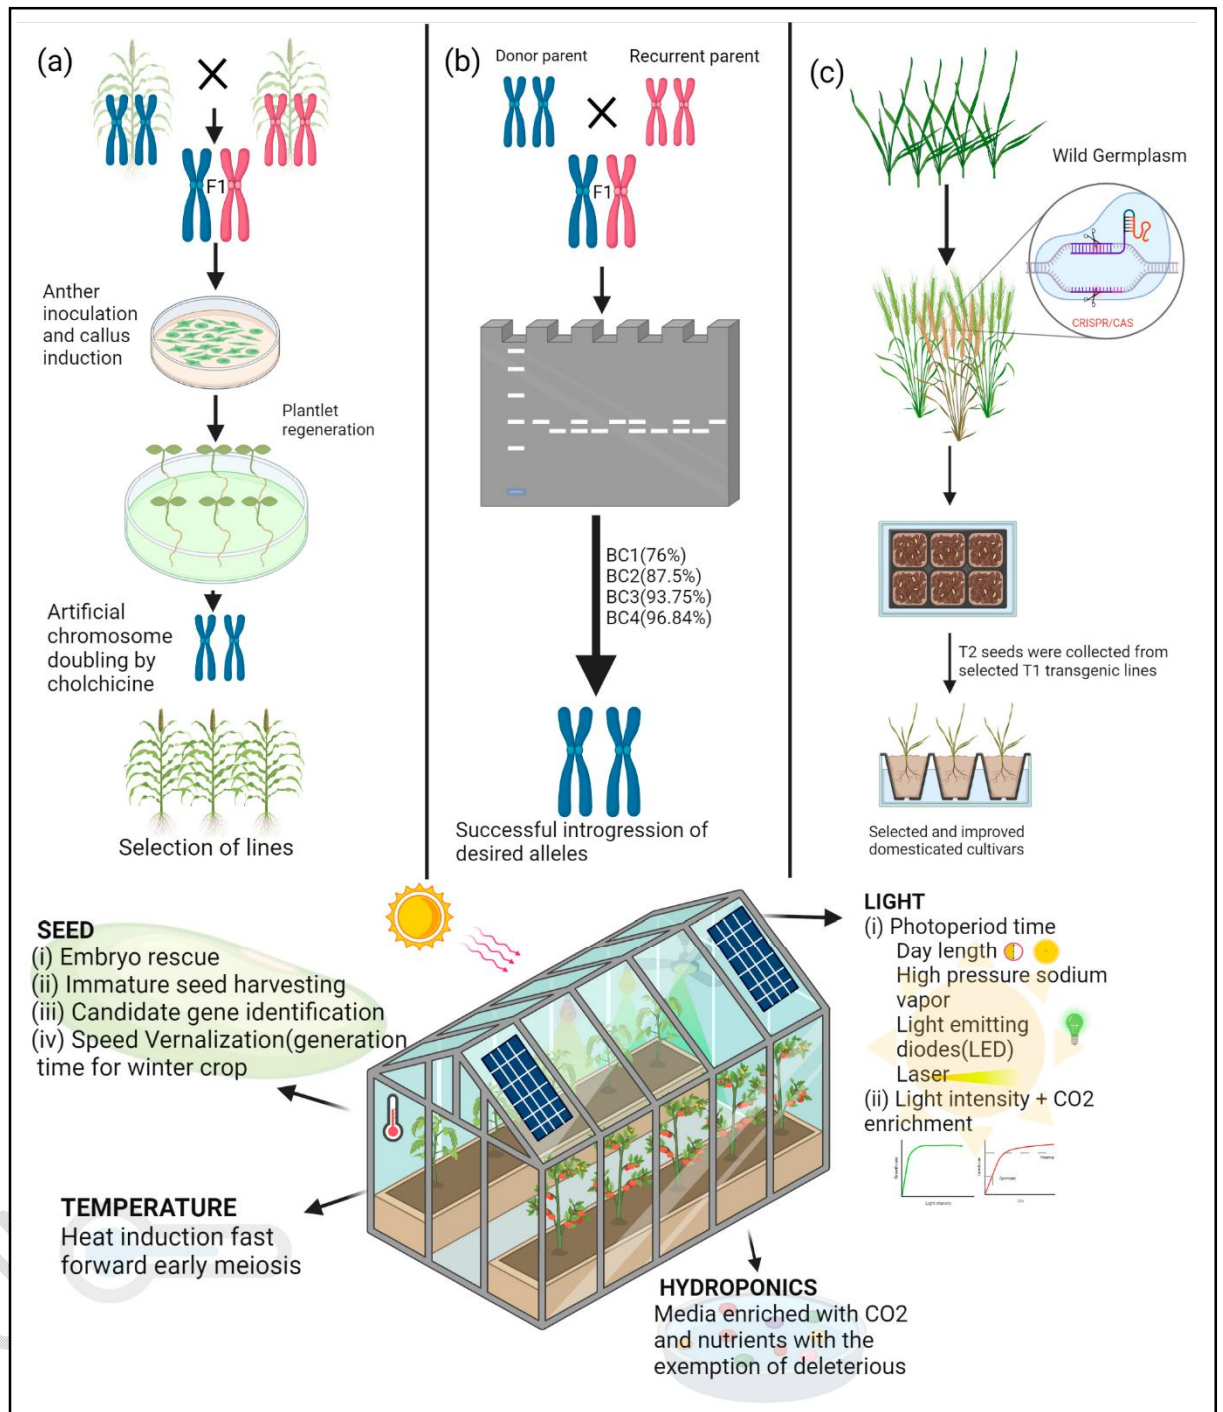 (a)
F1
Anther
inoculation
and callus
induction
Plantlet
regeneration
Artificial
chromosome
doubling by
cholchicine
Selection of lines
(b)
Donor parent
Recurrent parent
F1
BC1(76%)
BC2(87.5%)
BC3(93.75%)
BC4(96.84%)
Successful introgression of
desired alleles
(c)
Wild Germplasm
CRISPR/CAS
T2 seeds were collected from
selected T1 transgenic lines
Selected and improved
domesticated cultivars
SEED
(i) Embryo rescue
(ii) Immature seed harvesting
(iii) Candidate gene identification
(iv) Speed Vernalization(generation
time for winter crop
TEMPERATURE
Heat induction fast
forward early meiosis
LIGHT
(i) Photoperiod time
Day length
High pressure sodium
vapor
Light emitting
diodes(LED)
Laser
(ii) Light intensity + CO2
enrichment
Light intensity
HYDROPONICS
Media enriched with CO2
and nutrients with the
exemption of deleterious